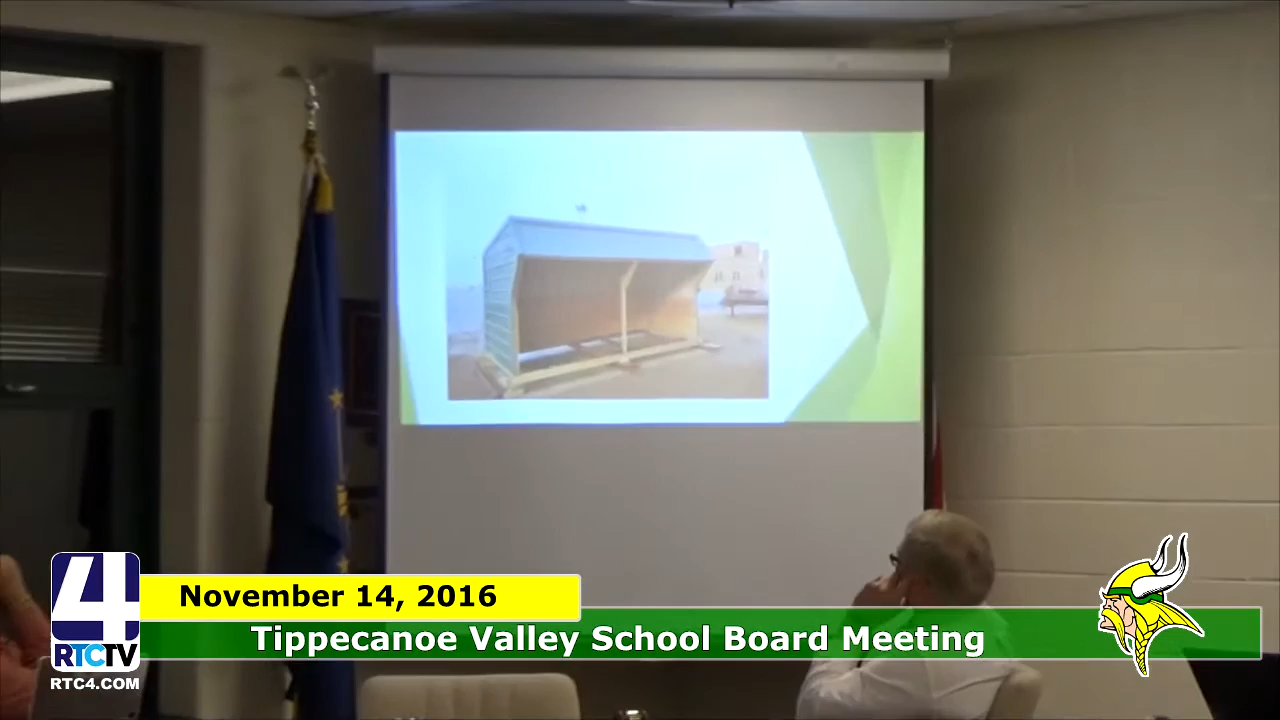 November 14, 2016
Tippecanoe Valley School Board Meeting
4
RTCTV
RTC4.COM